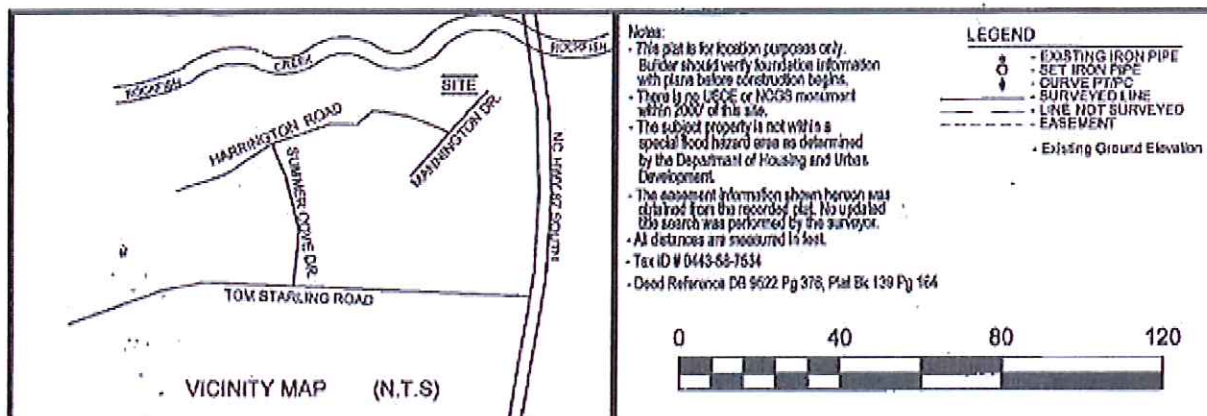 ROCKFISH
CREEK
ROCKFISH
SITE
HARRINGTON ROAD
MANNINGTON DR.
SUMMER COVE DR.
NC HWY 87 SOUTH
TOM STARLING ROAD
VICINITY MAP (N.T.S)
Notes:
- This plat is for location purposes only.
Builder should verify foundation information
with plans before construction begins.
- There is no USCE or NCGS monument
within 2000' of this site.
- The subject property is not within a
special flood hazard area as determined
by the Department of Housing and Urban
Development.
- The easement information shown hereon was
obtained from the recorded plat. No updated
title search was performed by the surveyor.
- All distances are measured in feet.
- Tax ID # 0443-58-7534
- Deed Reference DB 9622 Pg 376, Plat Bk 139 Pg 164
LEGEND
- EXISTING IRON PIPE
- SET IRON PIPE
- CURVE PT/PC
- SURVEYED LINE
- LINE NOT SURVEYED
- EASEMENT
- Existing Ground Elevation
0 40 80 120